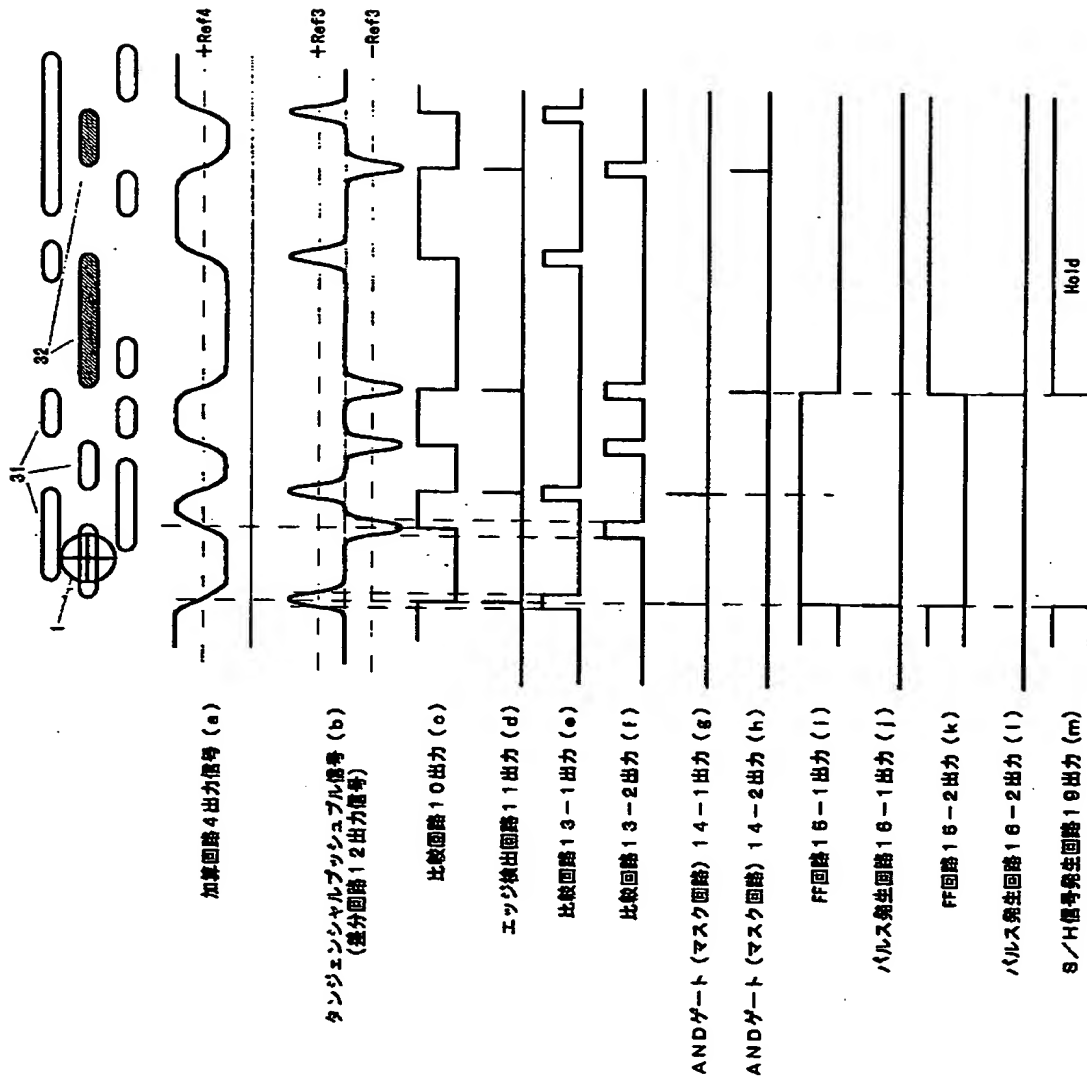 31
32
1
+Ref4
加算回路4出力信号 (a)
+Ref3
タンジェンシャルプッシュプル信号 (b)
(差分回路12出力信号)
-Ref3
比較回路10出力 (c)
エッジ検出回路11出力 (d)
比較回路13-1出力 (e)
比較回路13-2出力 (f)
ANDゲート (マスク回路) 14-1出力 (g)
ANDゲート (マスク回路) 14-2出力 (h)
FF回路15-1出力 (i)
パルス発生回路16-1出力 (j)
FF回路15-2出力 (k)
パルス発生回路16-2出力 (l)
S/H信号発生回路19出力 (m)
Hold